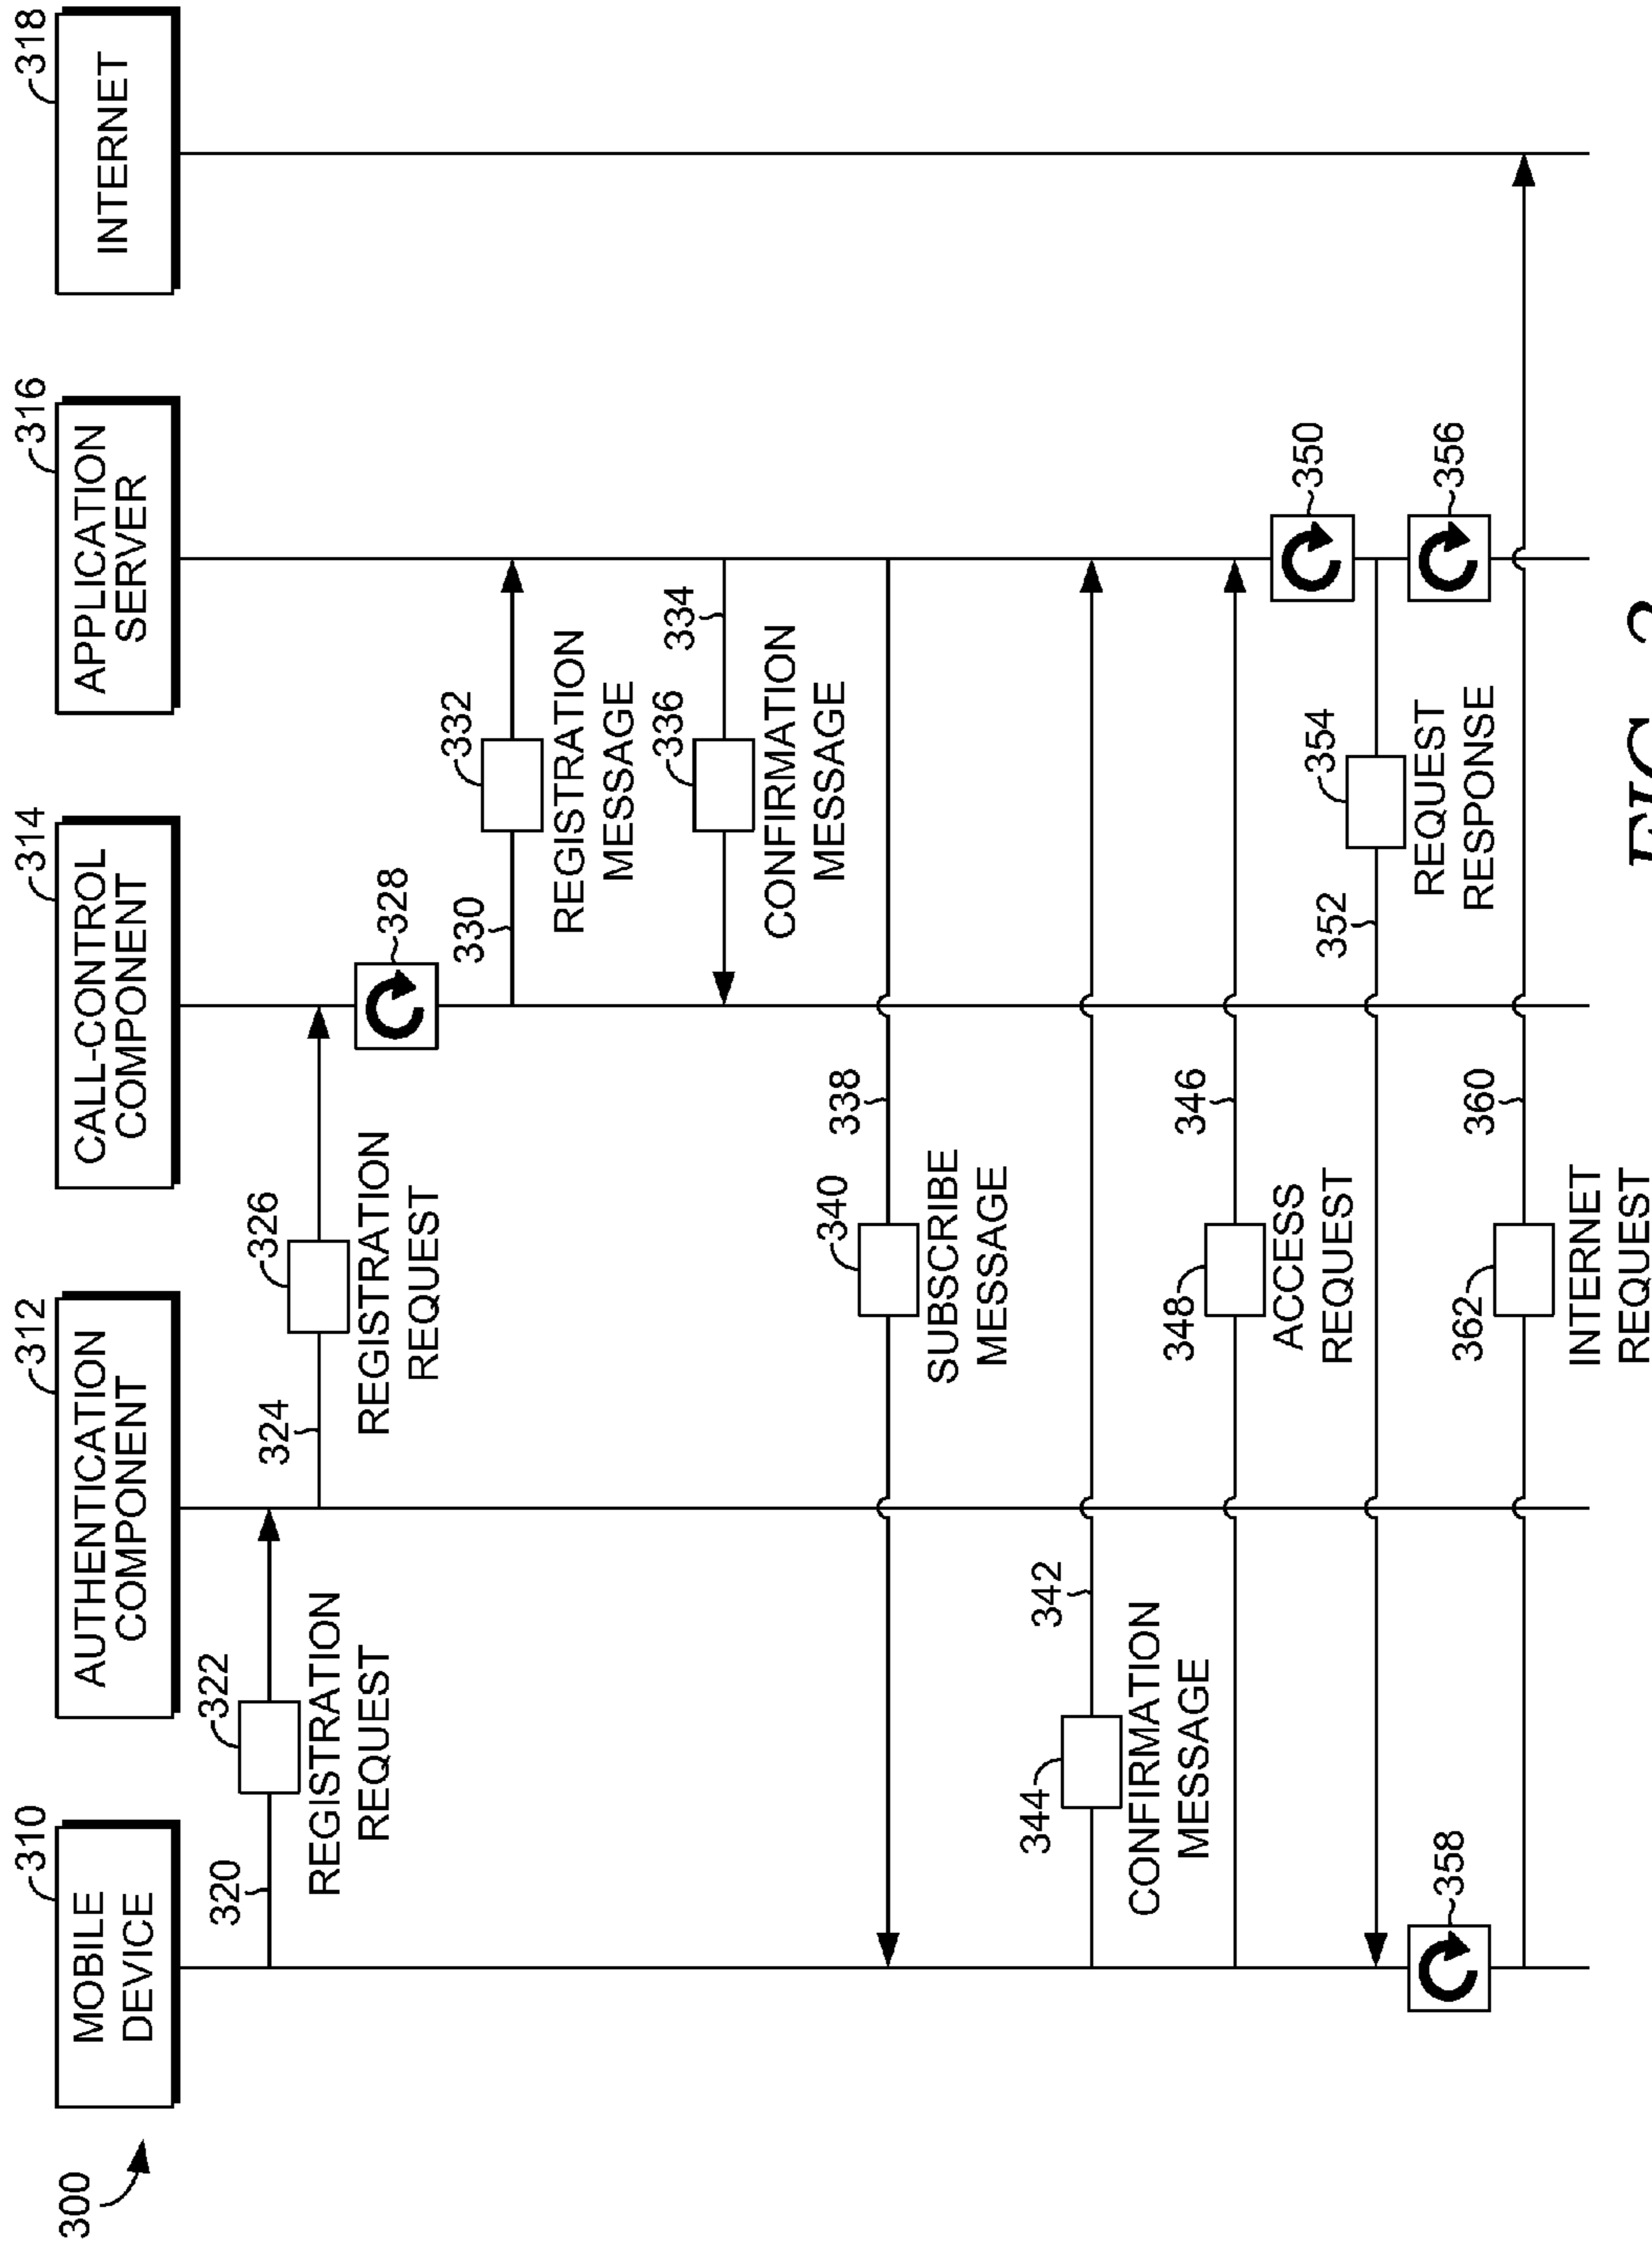 300
310
MOBILE
DEVICE
312
AUTHENTICATION
COMPONENT
314
CALL-CONTROL
COMPONENT
316
APPLICATION
SERVER
318
INTERNET
320
322
REGISTRATION
REQUEST
324
326
REGISTRATION
REQUEST
328
330
332
REGISTRATION
MESSAGE
334
336
CONFIRMATION
MESSAGE
338
340
SUBSCRIBE
MESSAGE
342
344
CONFIRMATION
MESSAGE
346
348
ACCESS
REQUEST
350
352
354
REQUEST
RESPONSE
356
358
360
362
INTERNET
REQUEST
FIG.